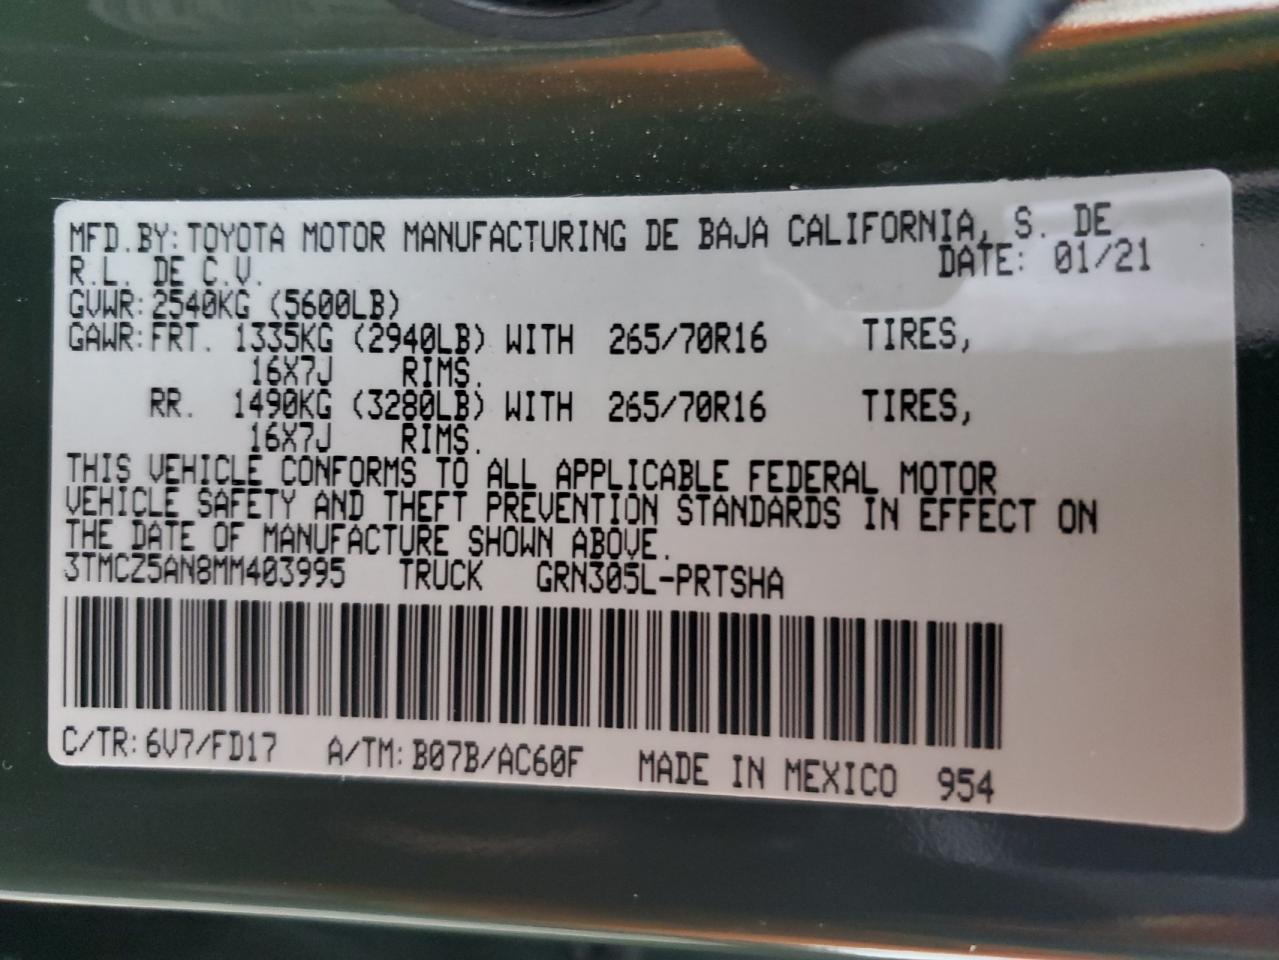 MFD.BY:TOYOTA MOTOR MANUFACTURING DE BAJA CALIFORNIA, S. DE
R.L. DE C.V. DATE: 01/21
GVWR:2540KG (5600LB)
GAWR:FRT. 1335KG (2940LB) WITH 265/70R16 TIRES,
16X7J RIMS.
RR. 1490KG (3280LB) WITH 265/70R16 TIRES,
16X7J RIMS.
THIS VEHICLE CONFORMS TO ALL APPLICABLE FEDERAL MOTOR
VEHICLE SAFETY AND THEFT PREVENTION STANDARDS IN EFFECT ON
THE DATE OF MANUFACTURE SHOWN ABOVE.
3TMCZ5AN8MM403995 TRUCK GRN305L-PRTSHA
C/TR:6V7/FD17 A/TM:B07B/AC60F MADE IN MEXICO 954